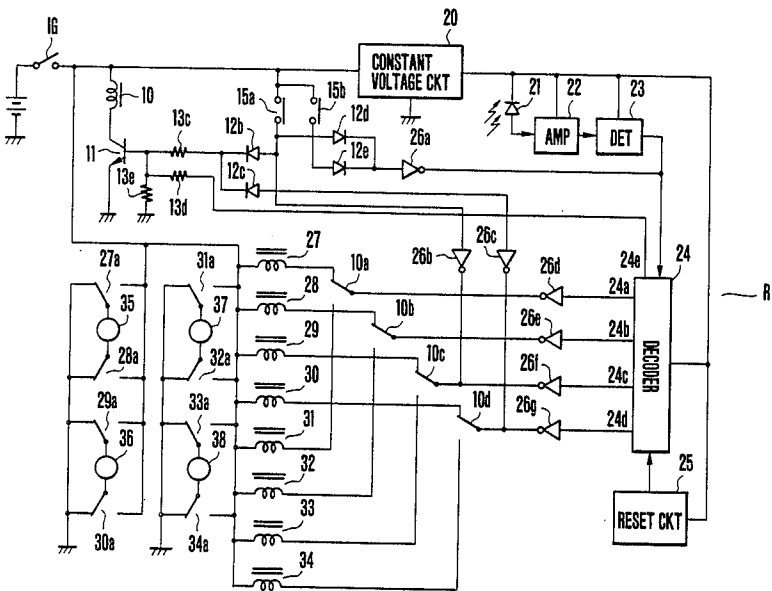 IG
20
CONSTANT
VOLTAGE CKT
10
15a
15b
21
22
23
AMP
DET
13c
12b
12d
26a
11
12c
12e
13e
13d
26b
26c
24e
24
27a
31a
27
10a
26d
24a
R
35
37
28
10b
26e
24b
28a
32a
29
10c
26f
24c
DECODER
29a
33a
30
10d
26g
24d
36
38
31
32
25
RESET CKT
30a
34a
33
34